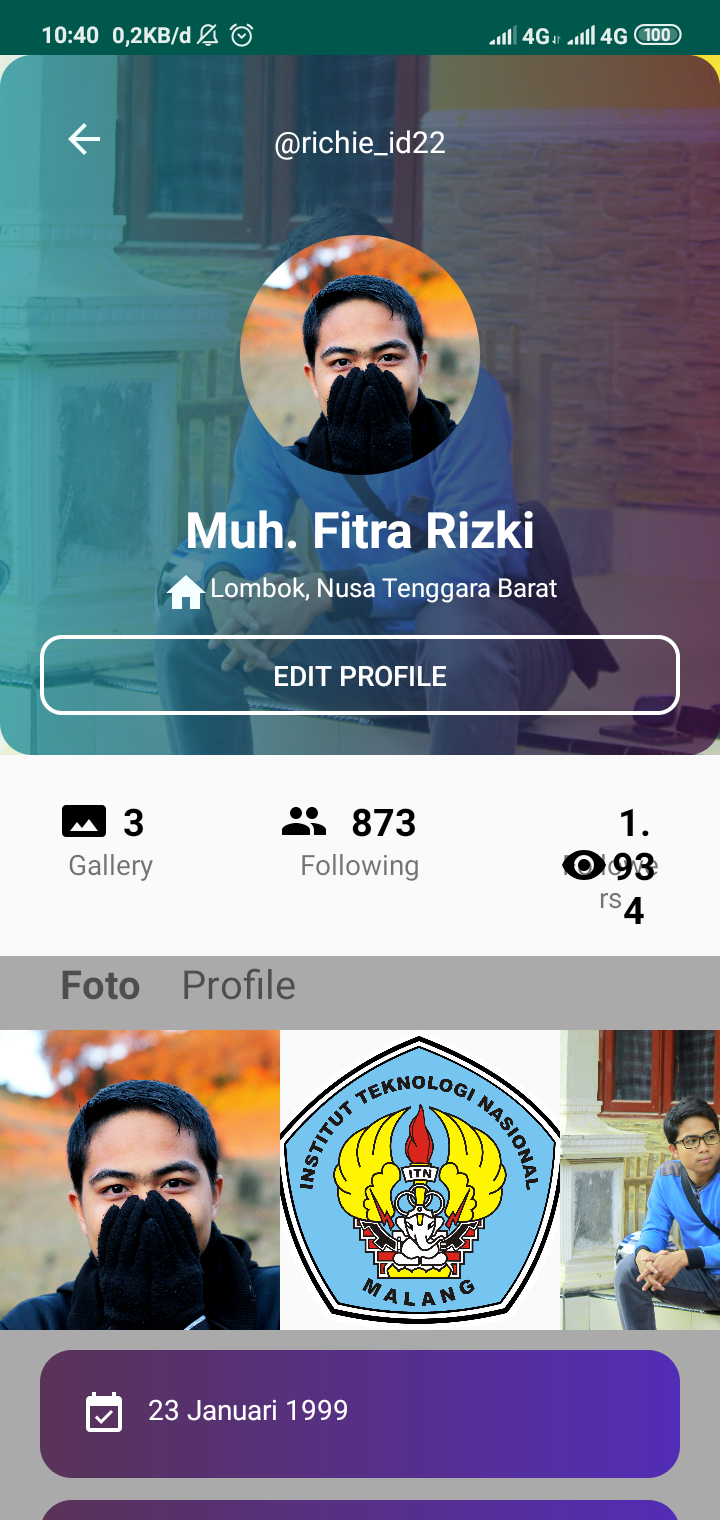 10:40 0,2KB/d 4G 4G 100
@richie_id22
Muh. Fitra Rizki
Lombok, Nusa Tenggara Barat
EDIT PROFILE
3 873 1.
93
4
Gallery Following Followe
rs
Foto Profile
INSTITUT TEKNOLOGI NASIONAL
ITN
MALANG
23 Januari 1999